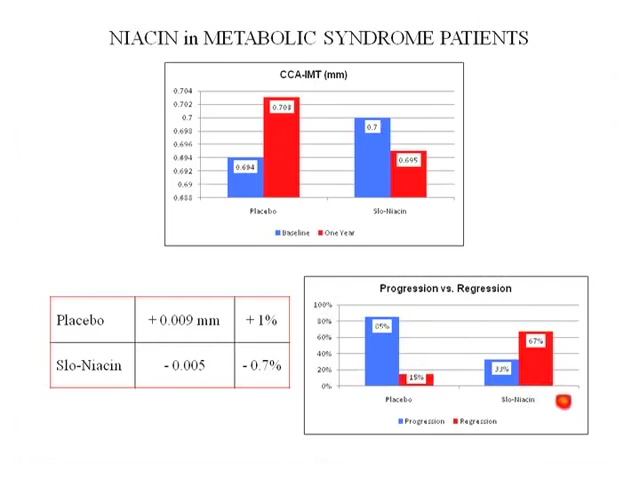 NIACIN in METABOLIC SYNDROME PATIENTS
CCA-IMT (mm)
0.704
0.702
0.7
0.698
0.696
0.694
0.692
0.69
0.688
0.694
0.703
0.7
0.695
Placebo
Slo-Niacin
Baseline
One Year
Placebo + 0.009 mm + 1%
Slo-Niacin - 0.005 - 0.7%
Progression vs. Regression
100%
80%
60%
40%
20%
0%
85%
15%
33%
67%
Placebo
Slo-Niacin
Progression
Regression